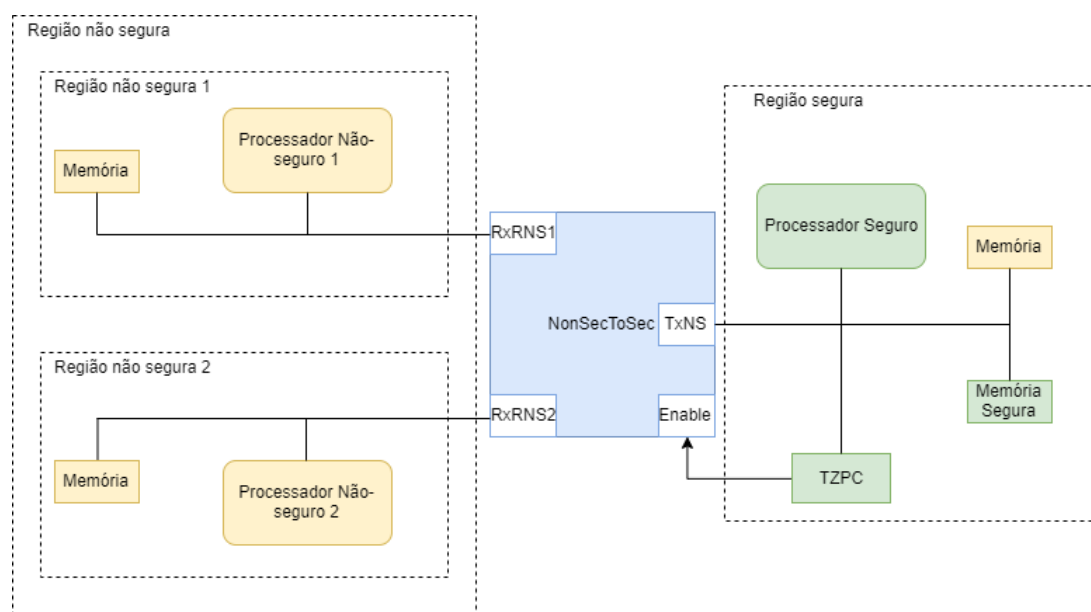 Região não segura
Região não segura 1
Processador Não-
seguro 1
Memória
Região não segura 2
Memória
Processador Não-
seguro 2
RxRNS1
NonSecToSec
TxNS
RxRNS2
Enable
Região segura
Processador Seguro
Memória
Memória
Segura
TZPC